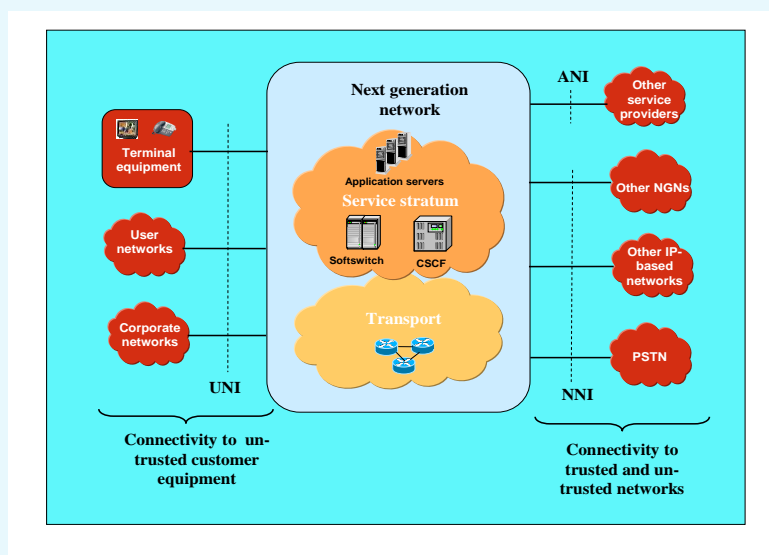 Next generation
network
ANI
Other
service
providers
Terminal
equipment
Application servers
Service stratum
Other NGNs
User
networks
Softswitch
CSCF
Other IP-
based
networks
Corporate
networks
Transport
PSTN
UNI
NNI
Connectivity to un-
trusted customer
equipment
Connectivity to
trusted and un-
trusted networks